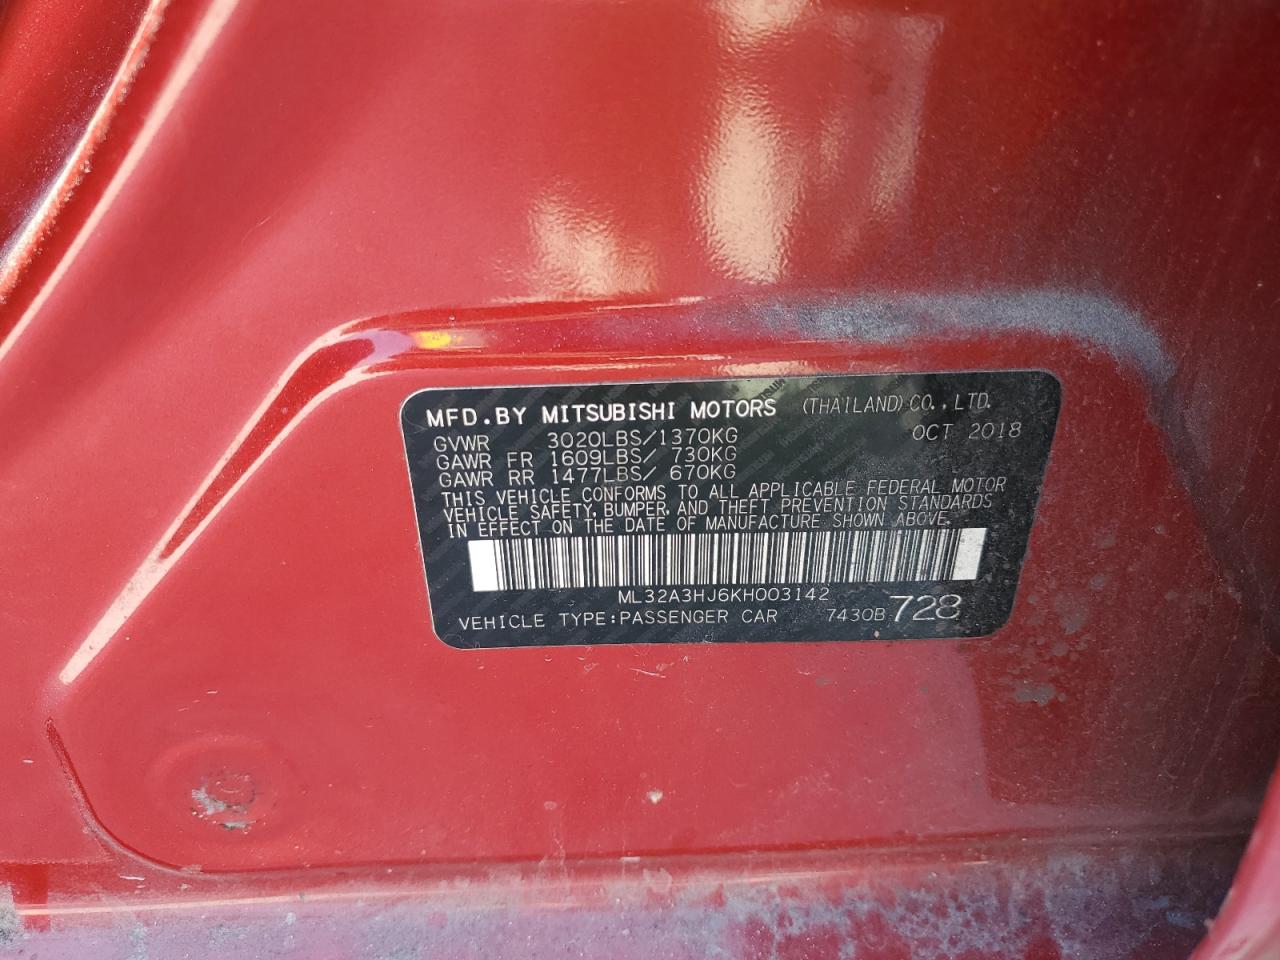 MFD.BY MITSUBISHI MOTORS (THAILAND) CO., LTD.
GVWR 3020LBS/1370KG OCT 2018
GAWR FR 1609LBS/ 730KG
GAWR RR 1477LBS/ 670KG
THIS VEHICLE CONFORMS TO ALL APPLICABLE FEDERAL MOTOR
VEHICLE SAFETY, BUMPER, AND THEFT PREVENTION STANDARDS
IN EFFECT ON THE DATE OF MANUFACTURE SHOWN ABOVE.
ML32A3HJ6KH003142
VEHICLE TYPE:PASSENGER CAR 7430B 728